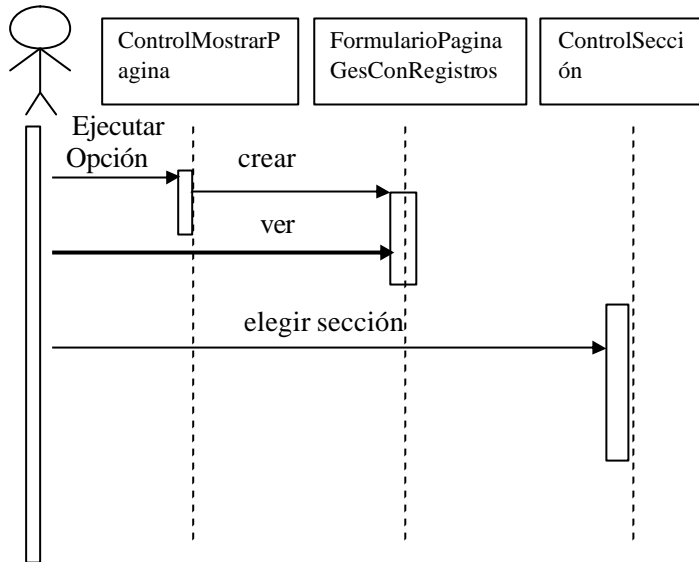 ControlMostrarP
agina
FormularioPagina
GesConRegistros
ControlSecci
ón
Ejecutar
Opción
crear
ver
elegir sección